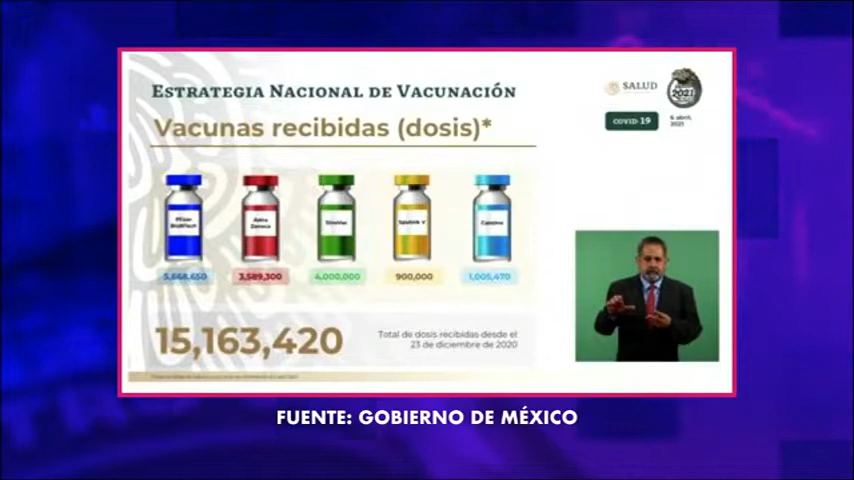 ESTRATEGIA NACIONAL DE VACUNACIÓN
SALUD
2021
Vacunas recibidas (dosis)*
COVID-19
6 abril, 2021
Pfizer BioNTech
Astra Zeneca
SinoVac
Sputnik V
CanSino
5,668,650
3,589,300
4,000,000
900,000
1,005,470
15,163,420
Total de dosis recibidas desde el
23 de diciembre de 2020
FUENTE: GOBIERNO DE MÉXICO